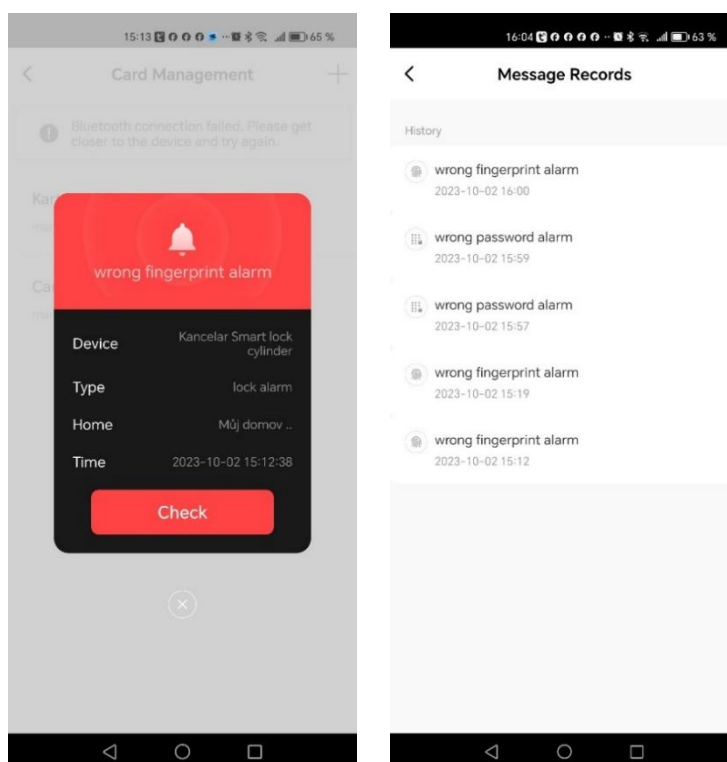 15:13 65 %
Card Management
Bluetooth connection failed. Please get
closer to the device and try again.
wrong fingerprint alarm
Device Kancelar Smart lock
cylinder
Type lock alarm
Home Můj domov ..
Time 2023-10-02 15:12:38
Check
16:04 63 %
Message Records
History
wrong fingerprint alarm
2023-10-02 16:00
wrong password alarm
2023-10-02 15:59
wrong password alarm
2023-10-02 15:57
wrong fingerprint alarm
2023-10-02 15:19
wrong fingerprint alarm
2023-10-02 15:12